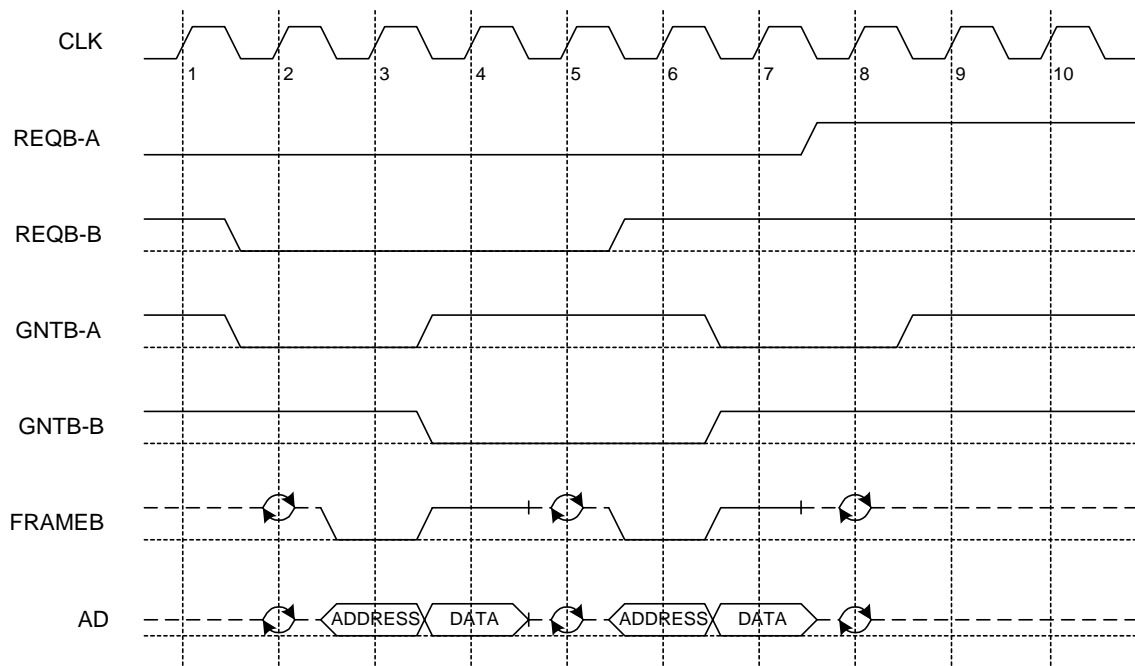 CLK
1 2 3 4 5 6 7 8 9 10
REQB-A
REQB-B
GNTB-A
GNTB-B
FRAMEB
AD ADDRESS DATA ADDRESS DATA